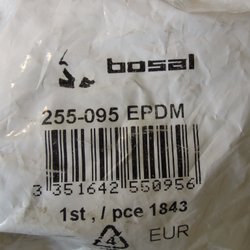 bosal
255-095 EPDM
3 351642 550956
1st , / pce 1843
4
EUR